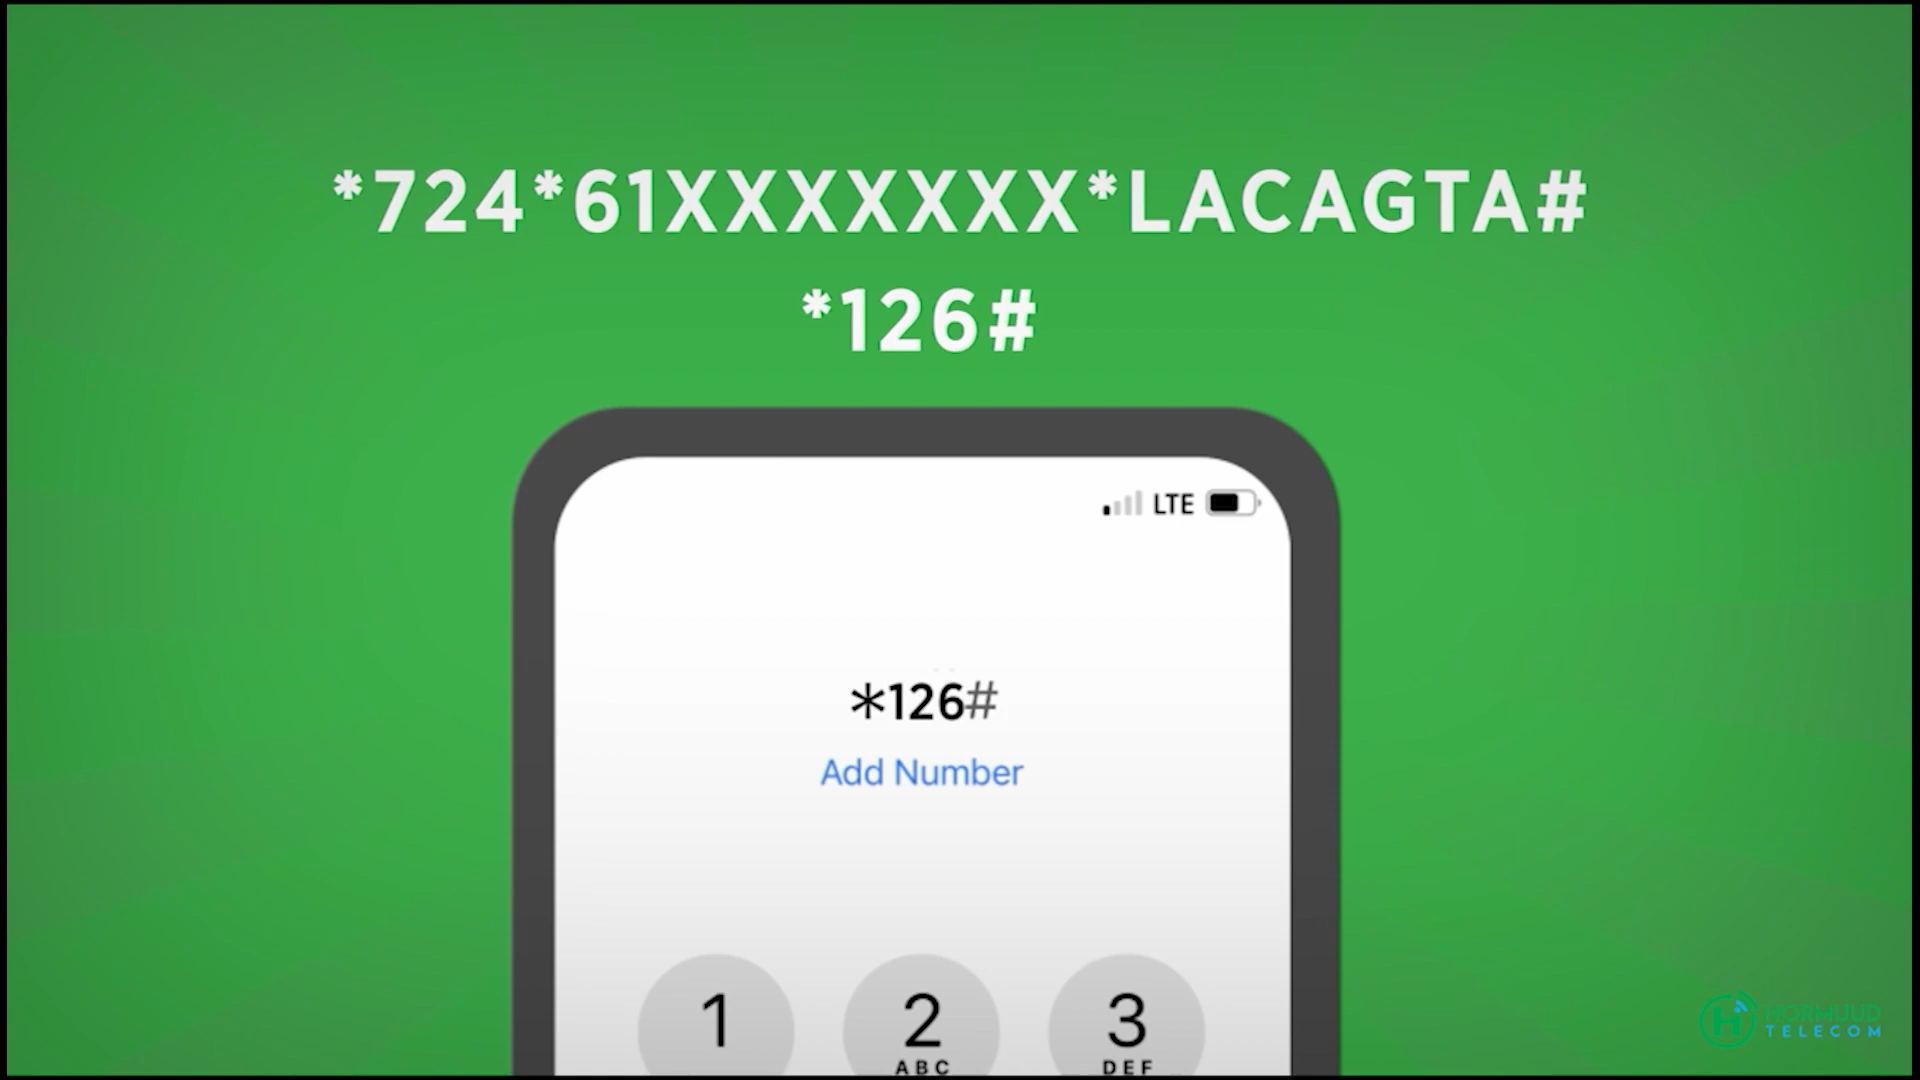 *724*61XXXXXXX*LACAGTA#
*126#
LTE
*126#
Add Number
1
2
3
ABC
DEF
HORMUUD
TELECOM